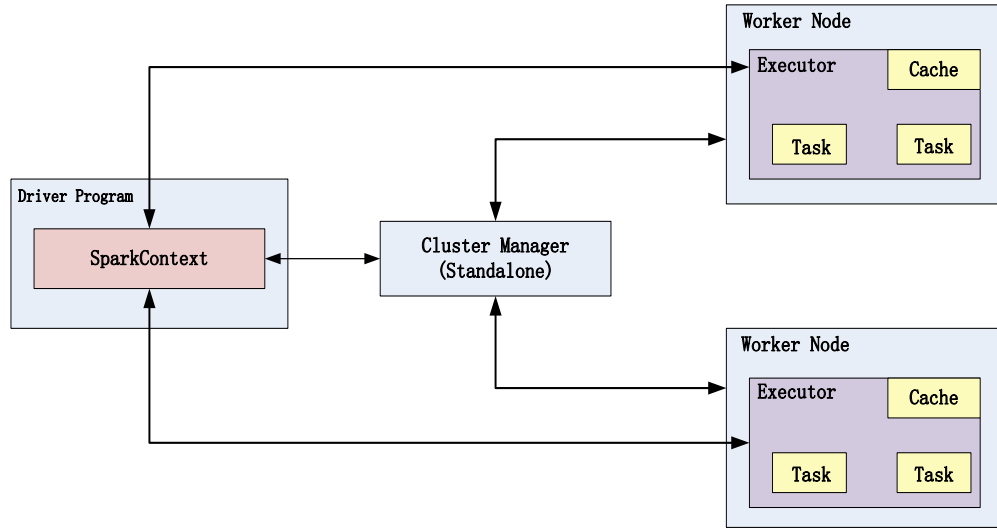 Worker Node
Executor
Cache
Task
Task
Driver Program
SparkContext
Cluster Manager
(Standalone)
Worker Node
Executor
Cache
Task
Task